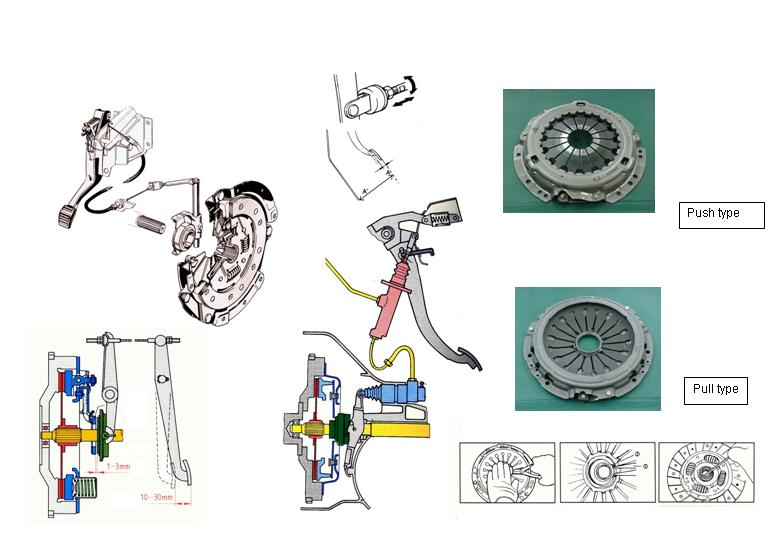 Push type
Pull type
1--3mm
10--30mm